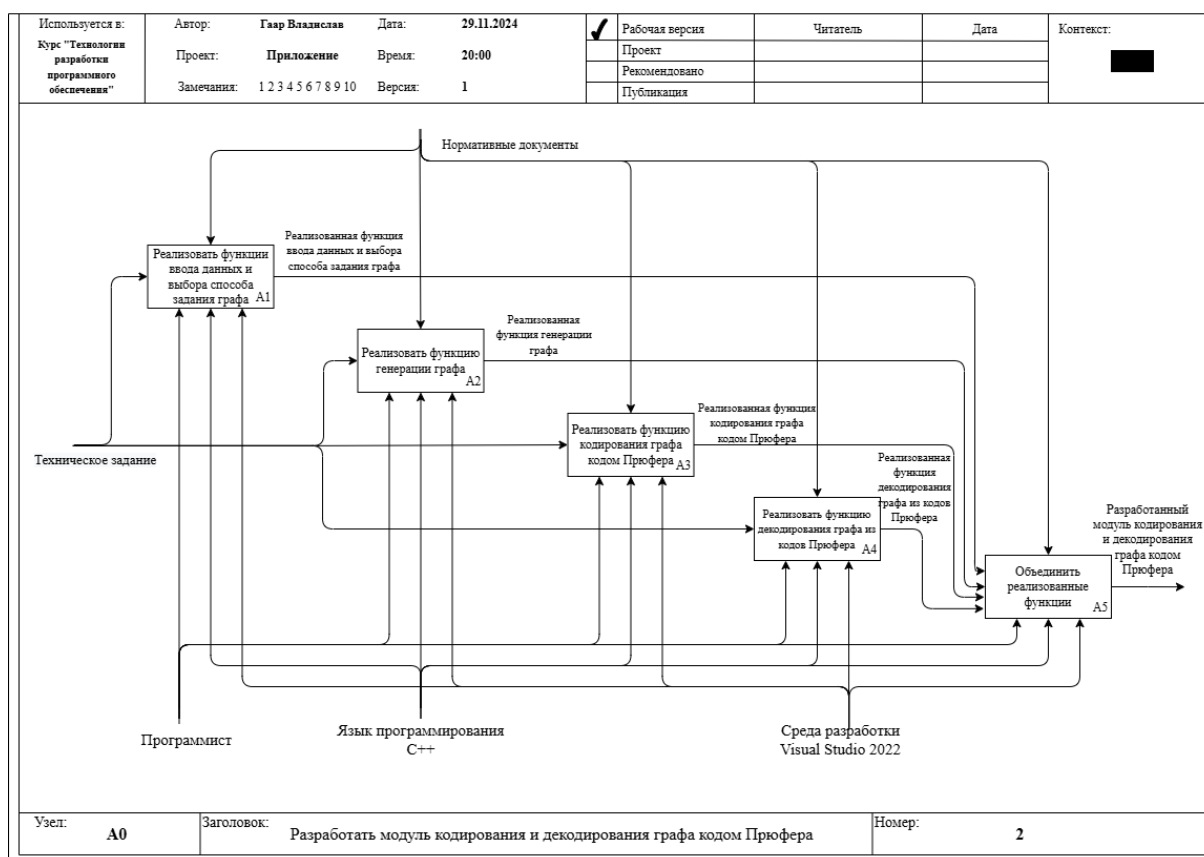 Используется в:
Курс "Технологии
разработки
программного
обеспечения"
Автор:
Гаар Владислав
Дата:
29.11.2024
Проект:
Приложение
Время:
20:00
Замечания:
1 2 3 4 5 6 7 8 9 10
Версия:
1
Рабочая версия
Проект
Рекомендовано
Публикация
Читатель
Дата
Контекст:
Нормативные документы
Реализовать функции
ввода данных и
выбора способа
задания графа
A1
Реализованная функция
ввода данных и выбора
способа задания графа
Реализовать функцию
генерации графа
A2
Реализованная
функция генерации
графа
Реализовать функцию
кодирования графа
кодом Прюфера
A3
Реализованная функция
кодирования графа
кодом Прюфера
Техническое задание
Реализовать функцию
декодирования графа из
кодов Прюфера
A4
Реализованная
функция
декодирования
графа из кодов
Прюфера
Объединить
реализованные
функции
A5
Разработанный
модуль кодирования
и декодирования
графа кодом
Прюфера
Программист
Язык программирования
C++
Среда разработки
Visual Studio 2022
Узел:
A0
Заголовок:
Разработать модуль кодирования и декодирования графа кодом Прюфера
Номер:
2